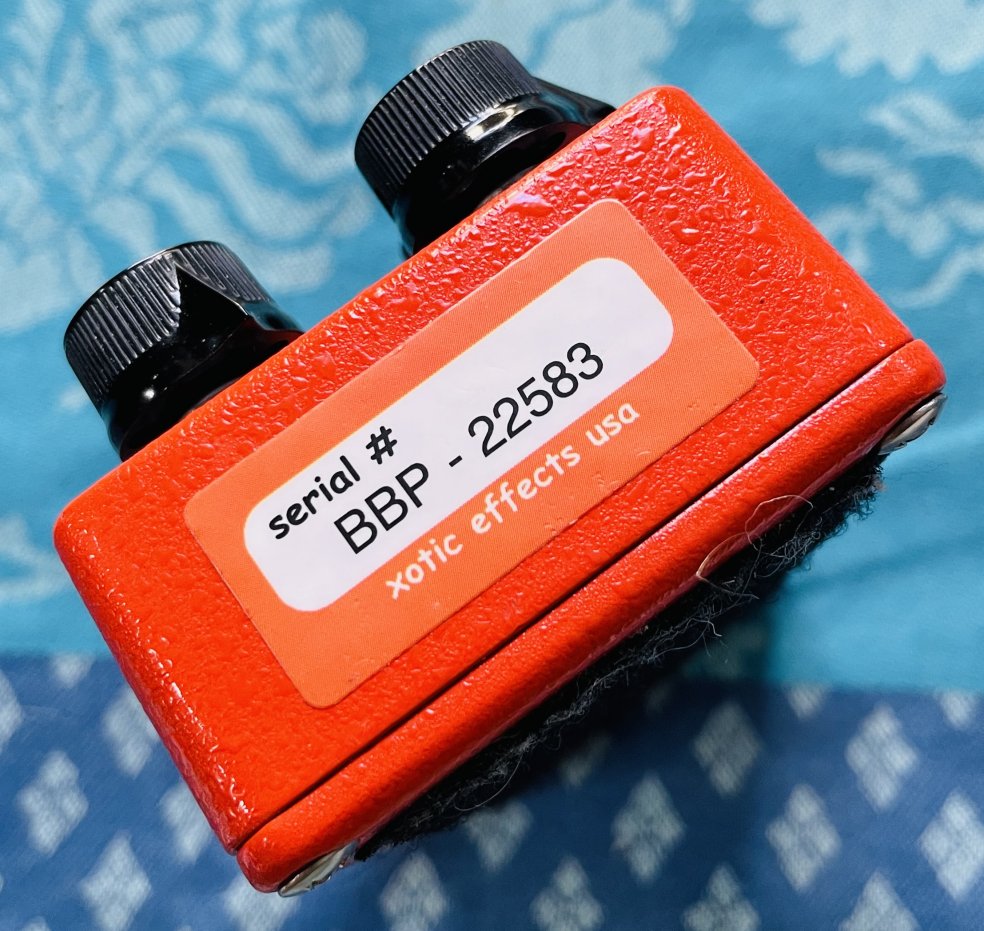 serial #
BBP - 22583
xotic effects usa